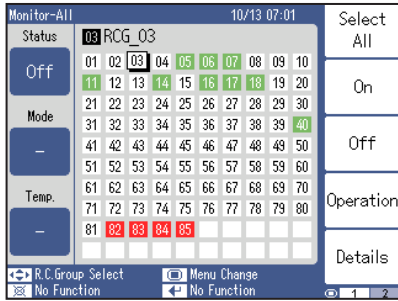 Monitor-All 10/13 07:01
Status
Off
Mode
–
Temp.
–
03 RCG_03
01 02 03 04 05 06 07 08 09 10
11 12 13 14 15 16 17 18 19 20
21 22 23 24 25 26 27 28 29 30
31 32 33 34 35 36 37 38 39 40
41 42 43 44 45 46 47 48 49 50
51 52 53 54 55 56 57 58 59 60
61 62 63 64 65 66 67 68 69 70
71 72 73 74 75 76 77 78 79 80
81 82 83 84 85
Select
All
On
Off
Operation
Details
R.C.Group Select Menu Change
No Function No Function
1 2